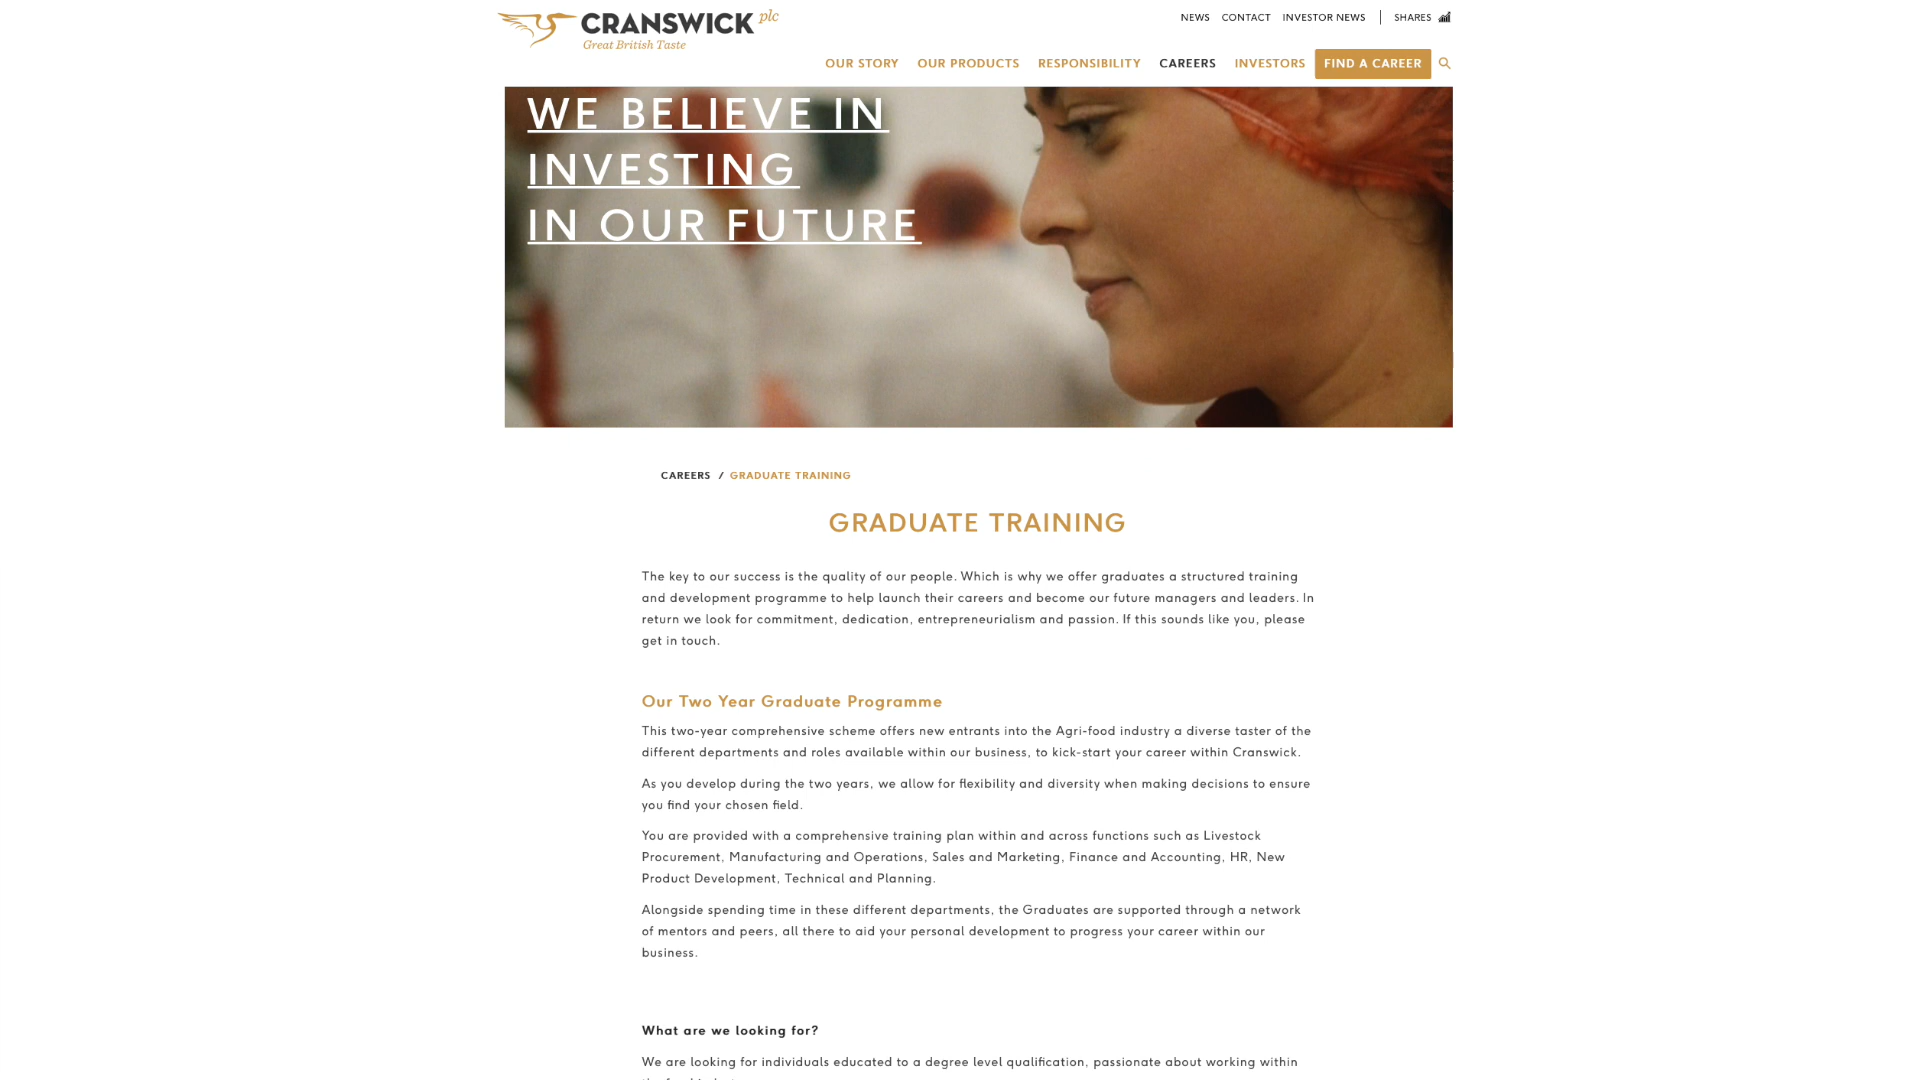 CRANSWICK plc
Great British Taste
NEWS CONTACT INVESTOR NEWS SHARES
OUR STORY OUR PRODUCTS RESPONSIBILITY CAREERS INVESTORS FIND A CAREER
WE BELIEVE IN
INVESTING
IN OUR FUTURE
CAREERS / GRADUATE TRAINING
GRADUATE TRAINING
The key to our success is the quality of our people. Which is why we offer graduates a structured training
and development programme to help launch their careers and become our future managers and leaders. In
return we look for commitment, dedication, entrepreneurialism and passion. If this sounds like you, please
get in touch.
Our Two Year Graduate Programme
This two-year comprehensive scheme offers new entrants into the Agri-food industry a diverse taster of the
different departments and roles available within our business, to kick-start your career within Cranswick.
As you develop during the two years, we allow for flexibility and diversity when making decisions to ensure
you find your chosen field.
You are provided with a comprehensive training plan within and across functions such as Livestock
Procurement, Manufacturing and Operations, Sales and Marketing, Finance and Accounting, HR, New
Product Development, Technical and Planning.
Alongside spending time in these different departments, the Graduates are supported through a network
of mentors and peers, all there to aid your personal development to progress your career within our
business.
What are we looking for?
We are looking for individuals educated to a degree level qualification, passionate about working within